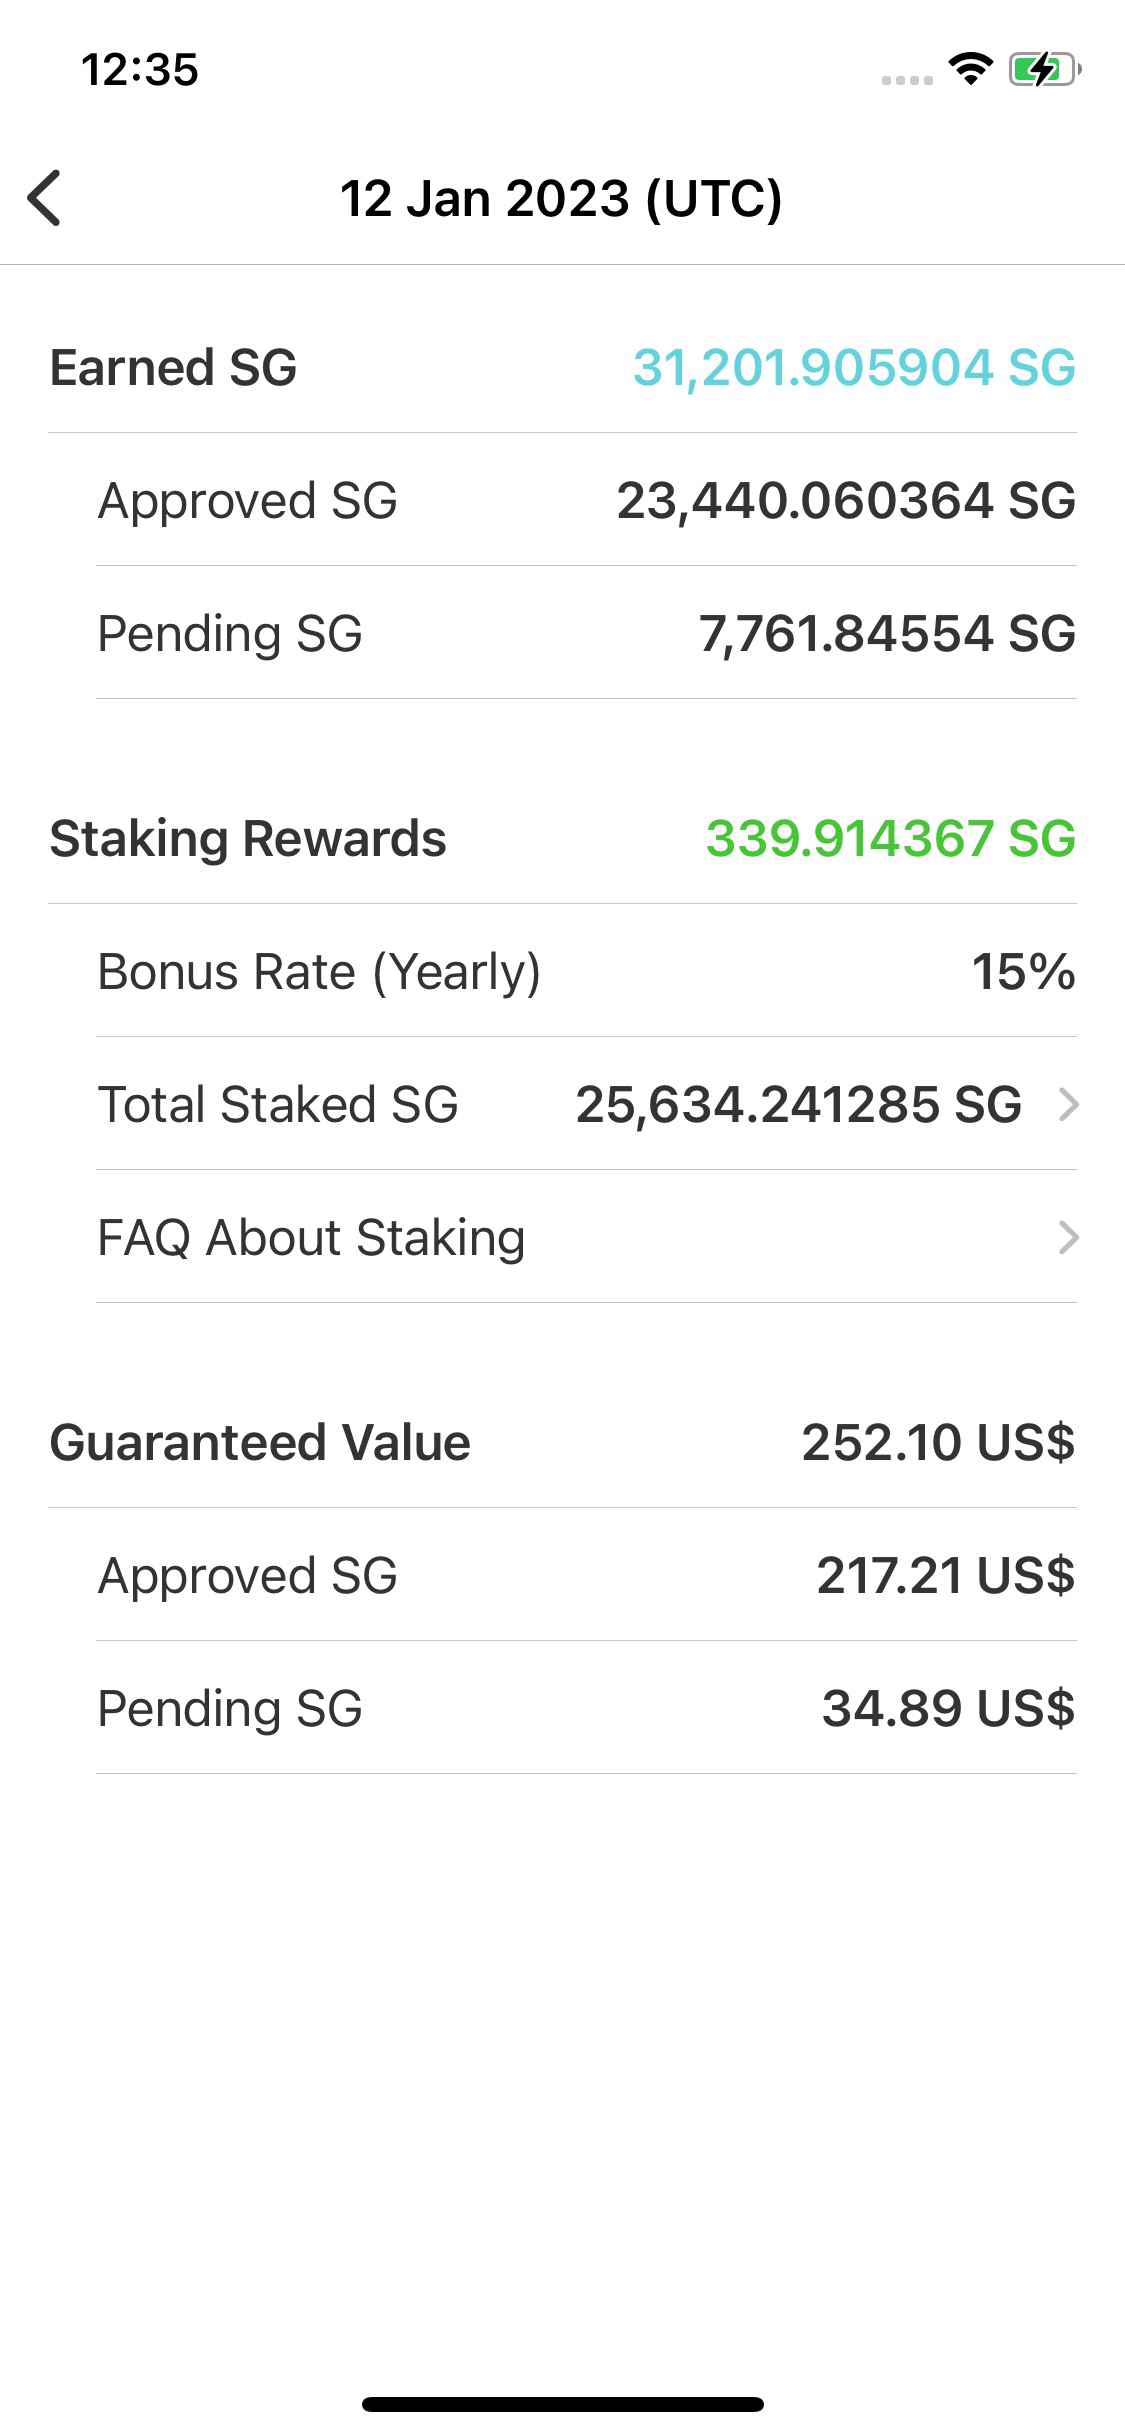 12:35
12 Jan 2023 (UTC)
Earned SG 31,201.905904 SG
Approved SG 23,440.060364 SG
Pending SG 7,761.84554 SG
Staking Rewards 339.914367 SG
Bonus Rate (Yearly) 15%
Total Staked SG 25,634.241285 SG
FAQ About Staking
Guaranteed Value 252.10 US$
Approved SG 217.21 US$
Pending SG 34.89 US$